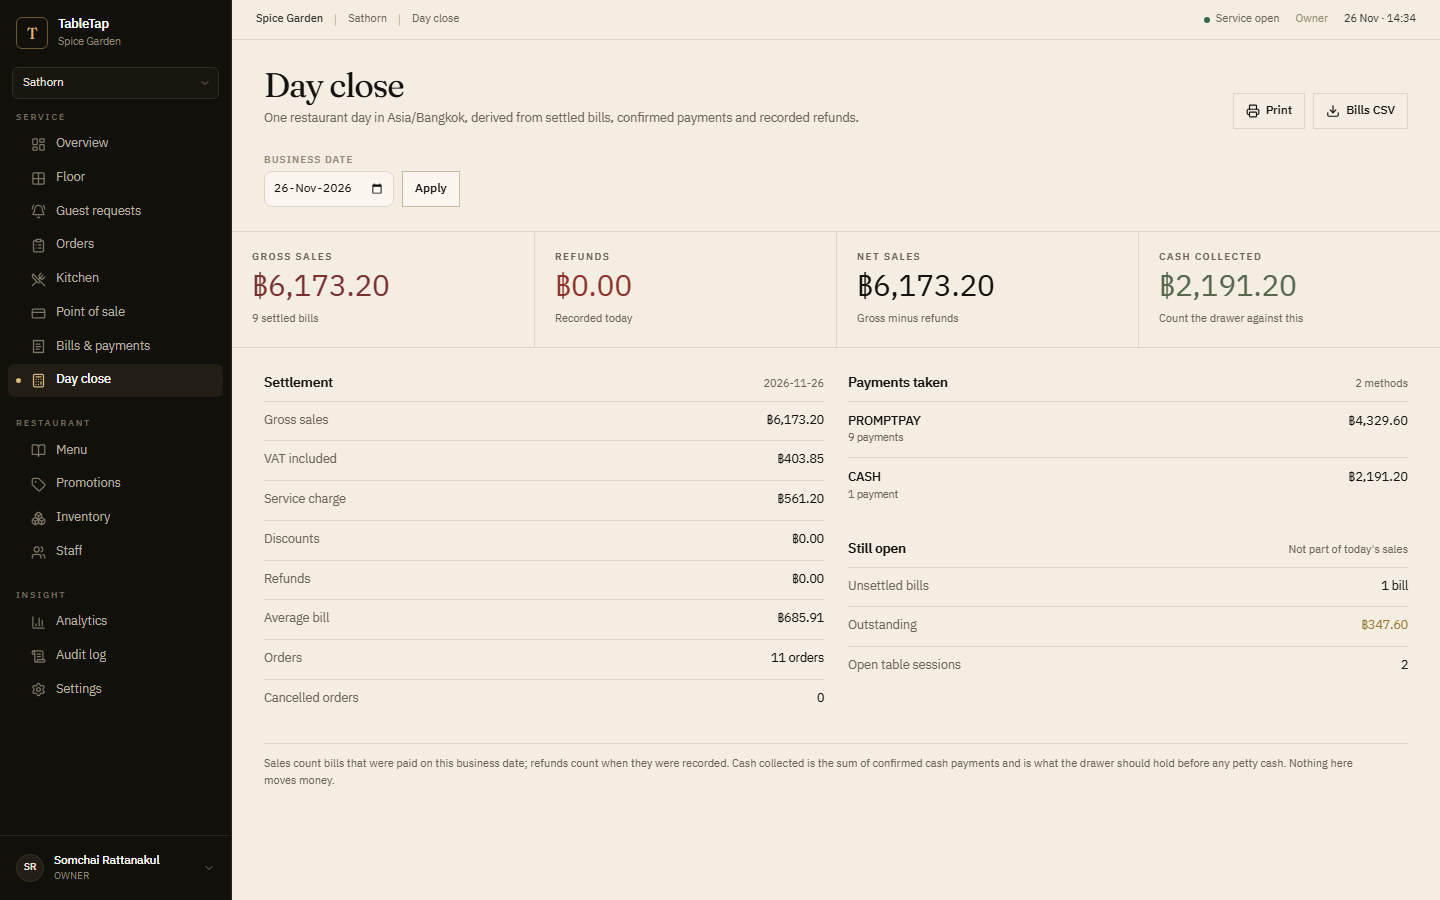 T
TableTap
Spice Garden
Sathorn
SERVICE
Overview
Floor
Guest requests
Orders
Kitchen
Point of sale
Bills & payments
Day close
RESTAURANT
Menu
Promotions
Inventory
Staff
INSIGHT
Analytics
Audit log
Settings
SR
Somchai Rattanakul
OWNER
Spice Garden
Sathorn
Day close
Service open
Owner
26 Nov · 14:34
Day close
One restaurant day in Asia/Bangkok, derived from settled bills, confirmed payments and recorded refunds.
Print
Bills CSV
BUSINESS DATE
26-Nov-2026
Apply
GROSS SALES
฿6,173.20
9 settled bills
REFUNDS
฿0.00
Recorded today
NET SALES
฿6,173.20
Gross minus refunds
CASH COLLECTED
฿2,191.20
Count the drawer against this
Settlement 2026-11-26
Gross sales ฿6,173.20
VAT included ฿403.85
Service charge ฿561.20
Discounts ฿0.00
Refunds ฿0.00
Average bill ฿685.91
Orders 11 orders
Cancelled orders 0
Payments taken 2 methods
PROMPTPAY ฿4,329.60
9 payments
CASH ฿2,191.20
1 payment
Still open Not part of today's sales
Unsettled bills 1 bill
Outstanding ฿347.60
Open table sessions 2
Sales count bills that were paid on this business date; refunds count when they were recorded. Cash collected is the sum of confirmed cash payments and is what the drawer should hold before any petty cash. Nothing here
moves money.